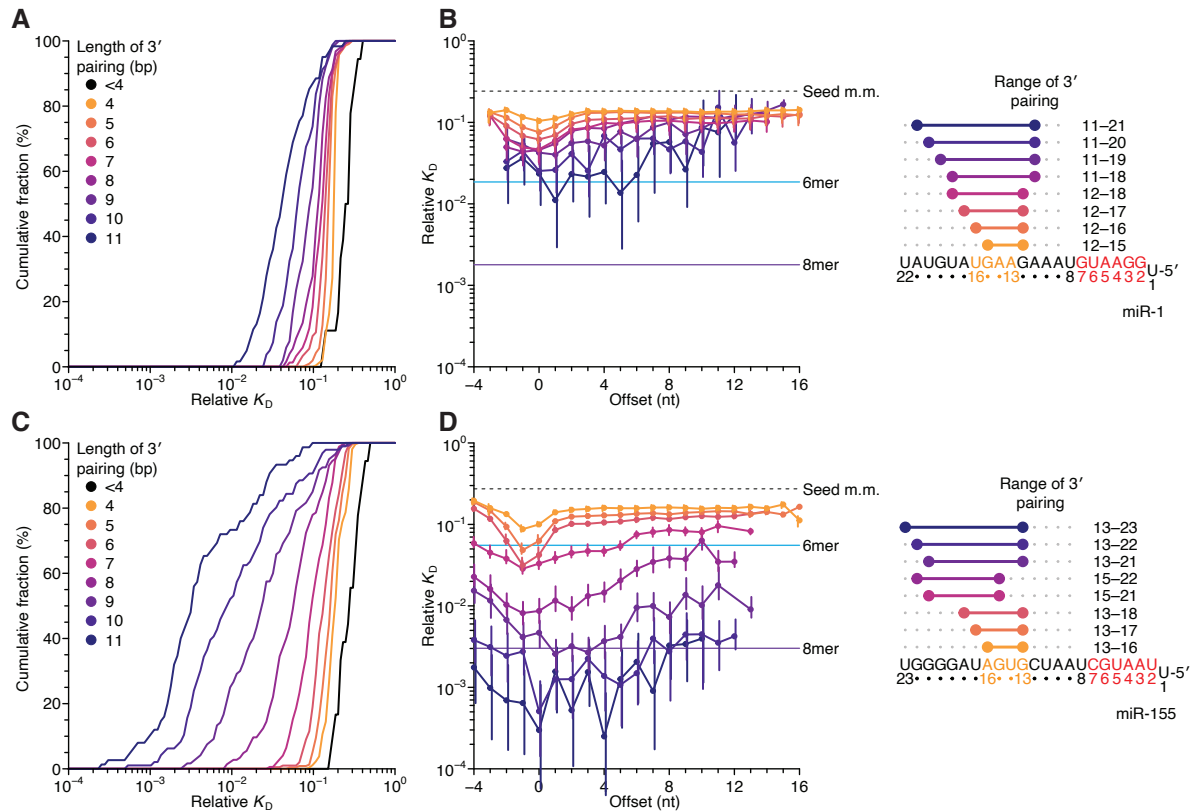 A
Cumulative fraction (%)
100
80
60
40
20
0
Length of 3′
pairing (bp)
<4
4
5
6
7
8
9
10
11
10⁻⁴ 10⁻³ 10⁻² 10⁻¹ 10⁰
Relative K_D
B
Relative K_D
10⁰
10⁻¹
10⁻²
10⁻³
10⁻⁴
Seed m.m.
6mer
8mer
−4 0 4 8 12 16
Offset (nt)
Range of 3′
pairing
11–21
11–20
11–19
11–18
12–18
12–17
12–16
12–15
UAUGUAUGAAGAAAUGUAAGGU-5′
22 16 13 8 7 6 5 4 3 2 1
miR-1
C
Cumulative fraction (%)
100
80
60
40
20
0
Length of 3′
pairing (bp)
<4
4
5
6
7
8
9
10
11
10⁻⁴ 10⁻³ 10⁻² 10⁻¹ 10⁰
Relative K_D
D
Relative K_D
10⁰
10⁻¹
10⁻²
10⁻³
10⁻⁴
Seed m.m.
6mer
8mer
−4 0 4 8 12 16
Offset (nt)
Range of 3′
pairing
13–23
13–22
13–21
15–22
15–21
13–18
13–17
13–16
UGGGGAUAGUGCUAAUCGUAAUU-5′
23 16 13 8 7 6 5 4 3 2 1
miR-155